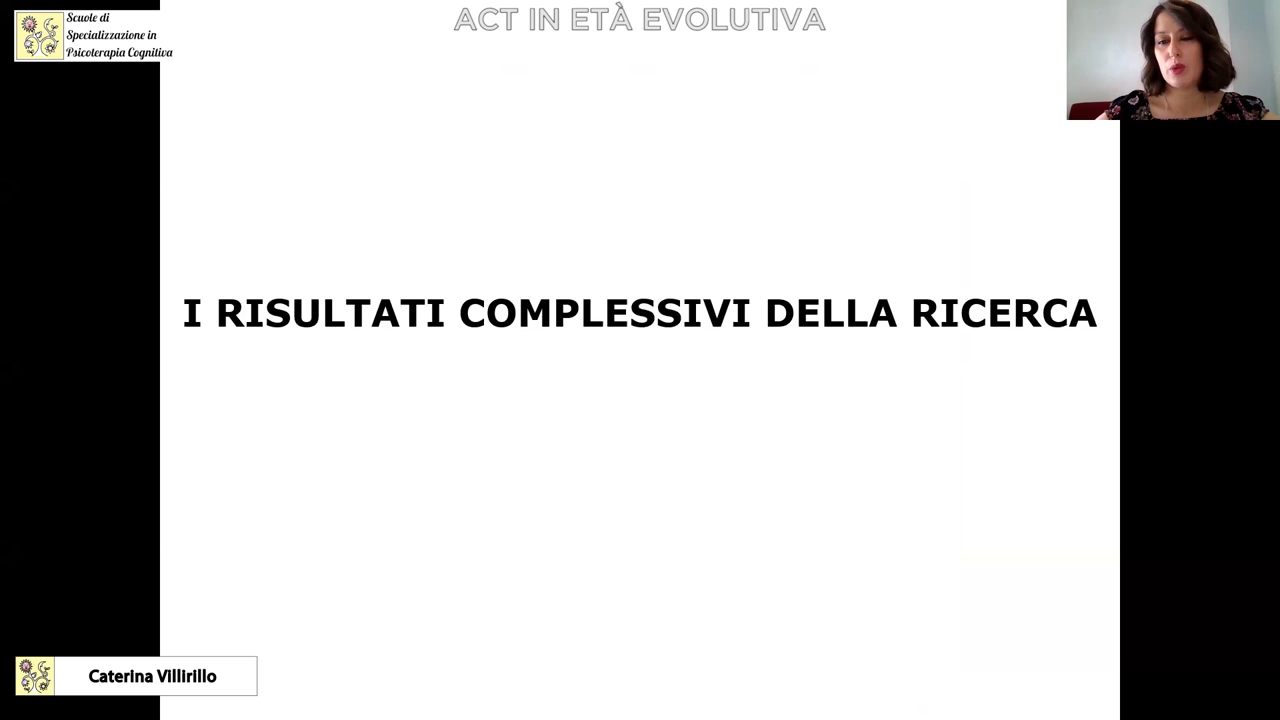 Scuole di
Specializzazione in
Psicoterapia Cognitiva
ACT IN ETÀ EVOLUTIVA
I RISULTATI COMPLESSIVI DELLA RICERCA
Caterina Villirillo